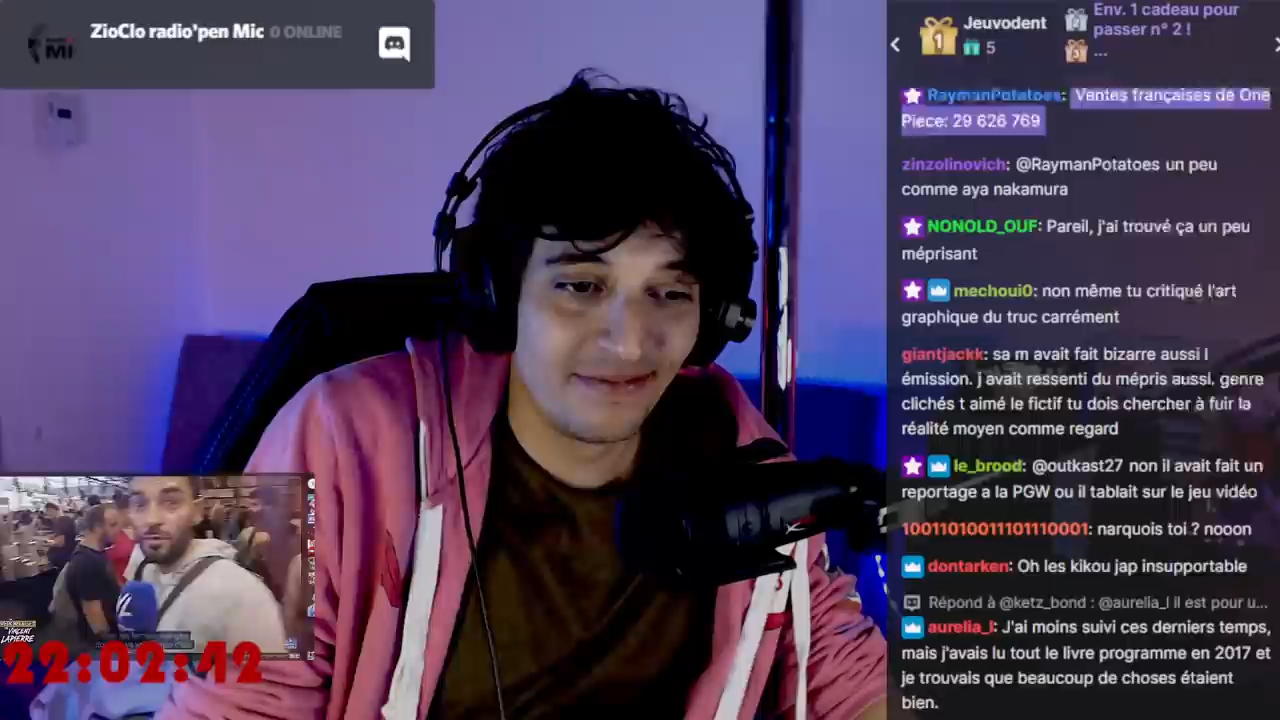 ZioClo radio'pen Mic 0 ONLINE
MI
Jeuvodent
1
5
Env. 1 cadeau pour
passer n° 2 !
...
RaymanPotatoes: Ventes françaises de One
Piece: 29 626 769
zinzolinovich: @RaymanPotatoes un peu
comme aya nakamura
NONOLD_OUF: Pareil, j'ai trouvé ça un peu
méprisant
mechoui0: non même tu critiqué l'art
graphique du truc carrément
giantjackk: sa m avait fait bizarre aussi l
émission. j avait ressenti du mépris aussi. genre
clichés t aimé le fictif tu dois chercher à fuir la
réalité moyen comme regard
le_brood: @outkast27 non il avait fait un
reportage a la PGW ou il tablait sur le jeu vidéo
10011010011101110001: narquois toi ? nooon
dontarken: Oh les kikou jap insupportable
Répond à @ketz_bond : @aurelia_l il est pour u...
aurelia_l: J'ai moins suivi ces derniers temps,
mais j'avais lu tout le livre programme en 2017 et
je trouvais que beaucoup de choses étaient
bien.
VINCENT
LAPIERRE
22:02:42